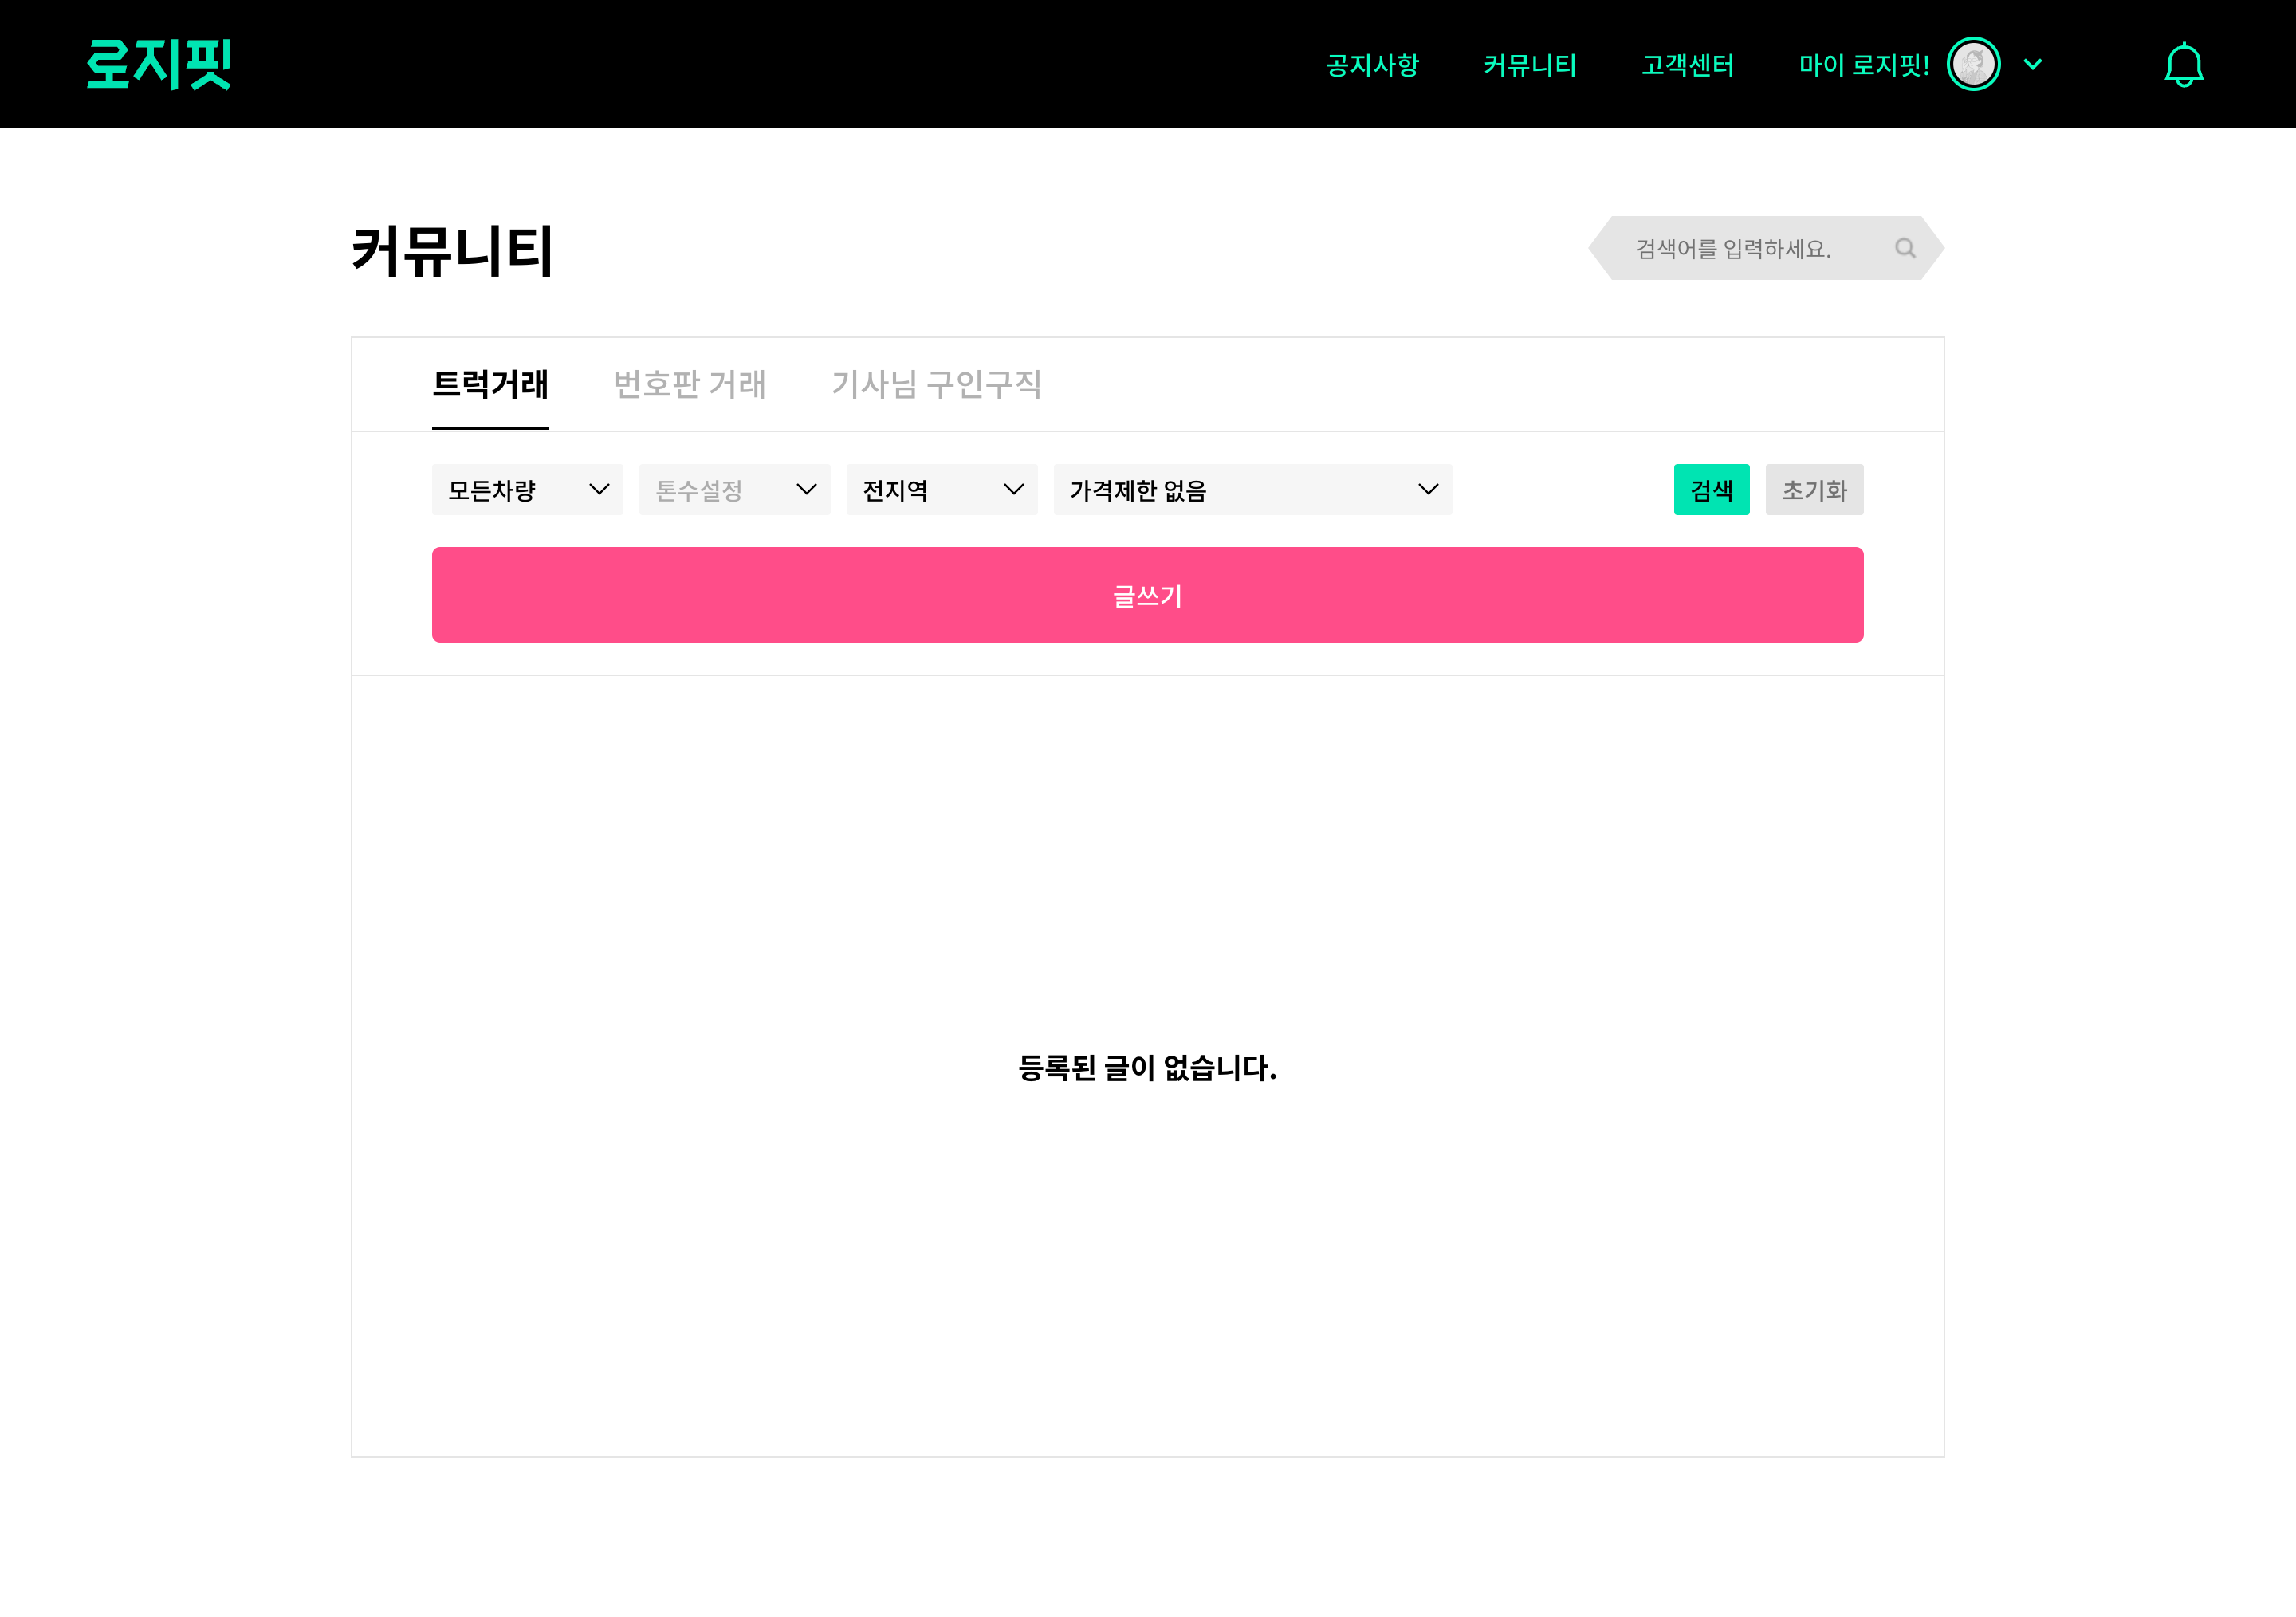 로지핏
공지사항 커뮤니티 고객센터 마이 로지핏!
커뮤니티
검색어를 입력하세요.
트럭거래 번호판 거래 기사님 구인구직
모든차량 톤수설정 전지역 가격제한 없음 검색 초기화
글쓰기
등록된 글이 없습니다.